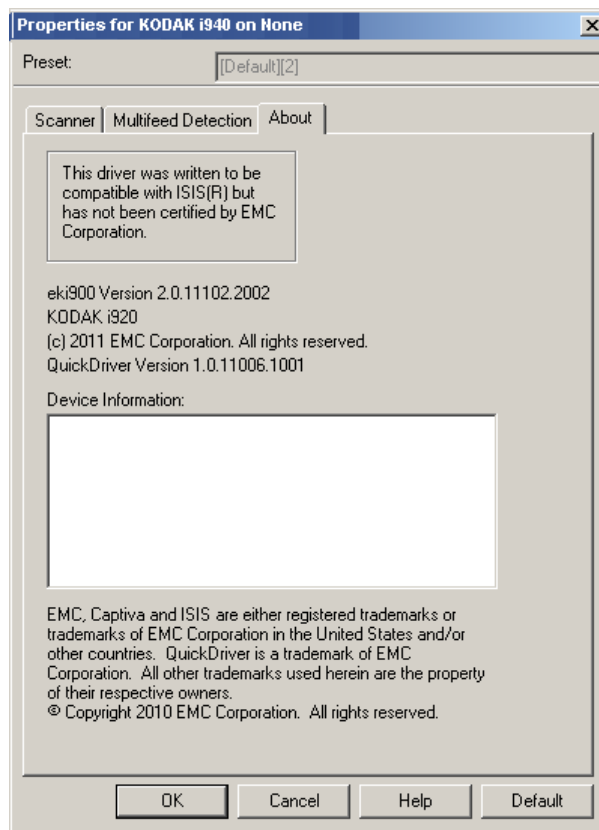 Properties for KODAK i940 on None
Preset:
[Default][2]
Scanner
Multifeed Detection
About
This driver was written to be
compatible with ISIS(R) but
has not been certified by EMC
Corporation.
eki900 Version 2.0.11102.2002
KODAK i920
(c) 2011 EMC Corporation. All rights reserved.
QuickDriver Version 1.0.11006.1001
Device Information:
EMC, Captiva and ISIS are either registered trademarks or
trademarks of EMC Corporation in the United States and/or
other countries. QuickDriver is a trademark of EMC
Corporation. All other trademarks used herein are the property
of their respective owners.
© Copyright 2010 EMC Corporation. All rights reserved.
OK
Cancel
Help
Default